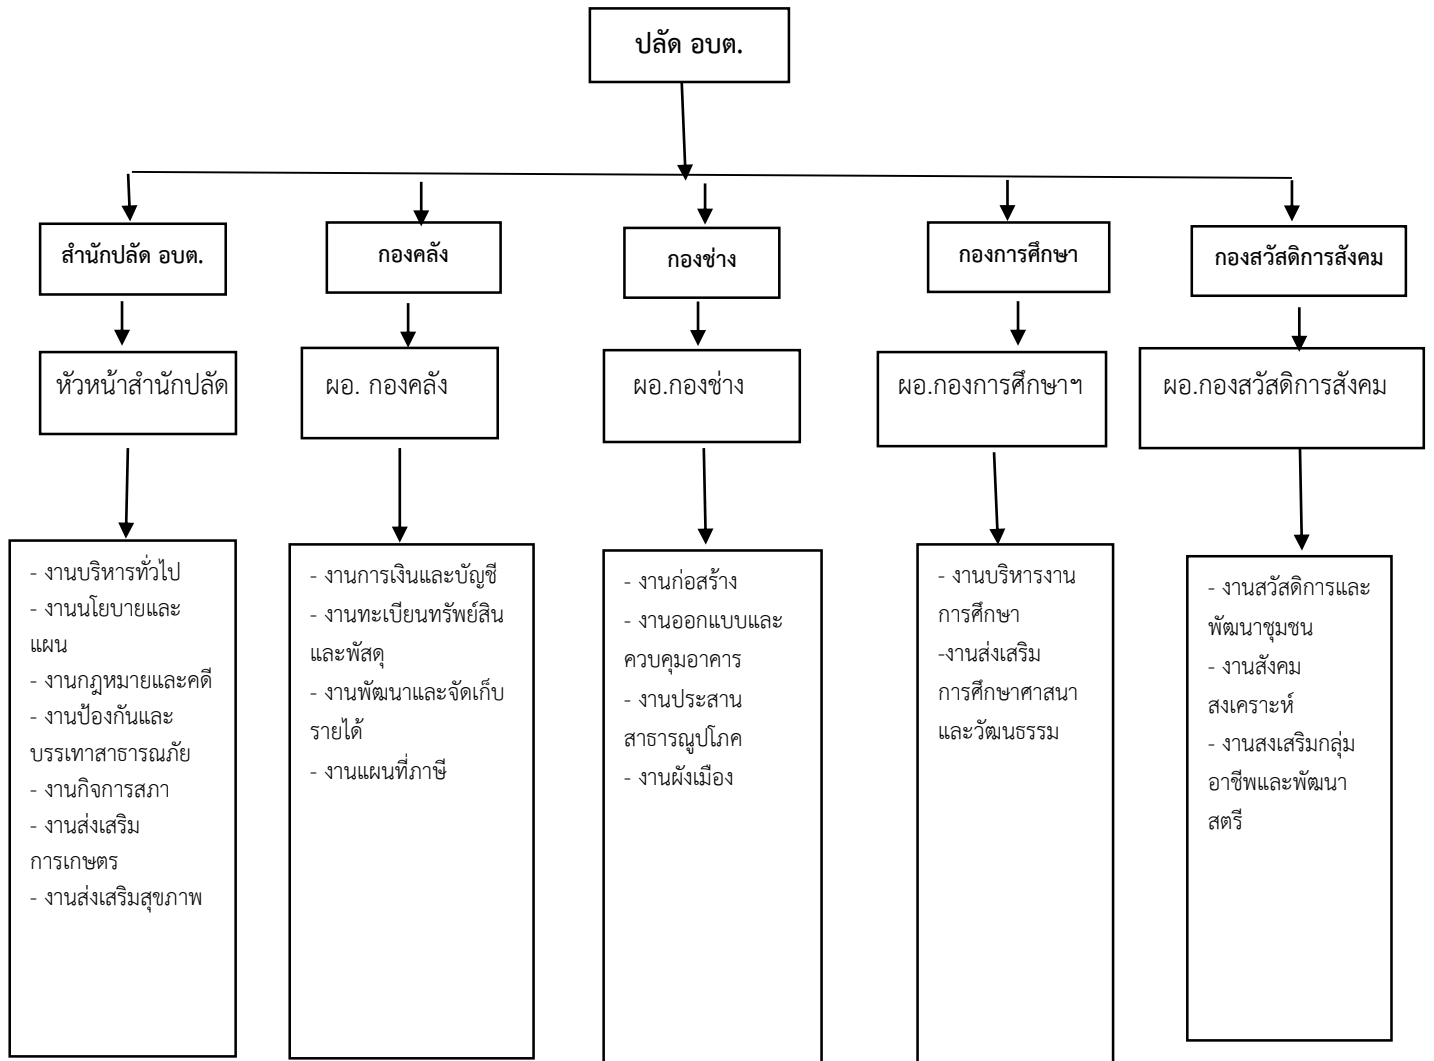 ปลัด อบต.
สำนักปลัด อบต.
กองคลัง
กองช่าง
กองการศึกษา
กองสวัสดิการสังคม
หัวหน้าสำนักปลัด
ผอ. กองคลัง
ผอ.กองช่าง
ผอ.กองการศึกษาฯ
ผอ.กองสวัสดิการสังคม
- งานบริหารทั่วไป
- งานนโยบายและ
แผน
- งานกฎหมายและคดี
- งานป้องกันและ
บรรเทาสาธารณภัย
- งานกิจการสภา
- งานส่งเสริม
การเกษตร
- งานส่งเสริมสุขภาพ
- งานการเงินและบัญชี
- งานทะเบียนทรัพย์สิน
และพัสดุ
- งานพัฒนาและจัดเก็บ
รายได้
- งานแผนที่ภาษี
- งานก่อสร้าง
- งานออกแบบและ
ควบคุมอาคาร
- งานประสาน
สาธารณูปโภค
- งานผังเมือง
- งานบริหารงาน
การศึกษา
-งานส่งเสริม
การศึกษาศาสนา
และวัฒนธรรม
- งานสวัสดิการและ
พัฒนาชุมชน
- งานสังคม
สงเคราะห์
- งานสงเสริมกลุ่ม
อาชีพและพัฒนา
สตรี